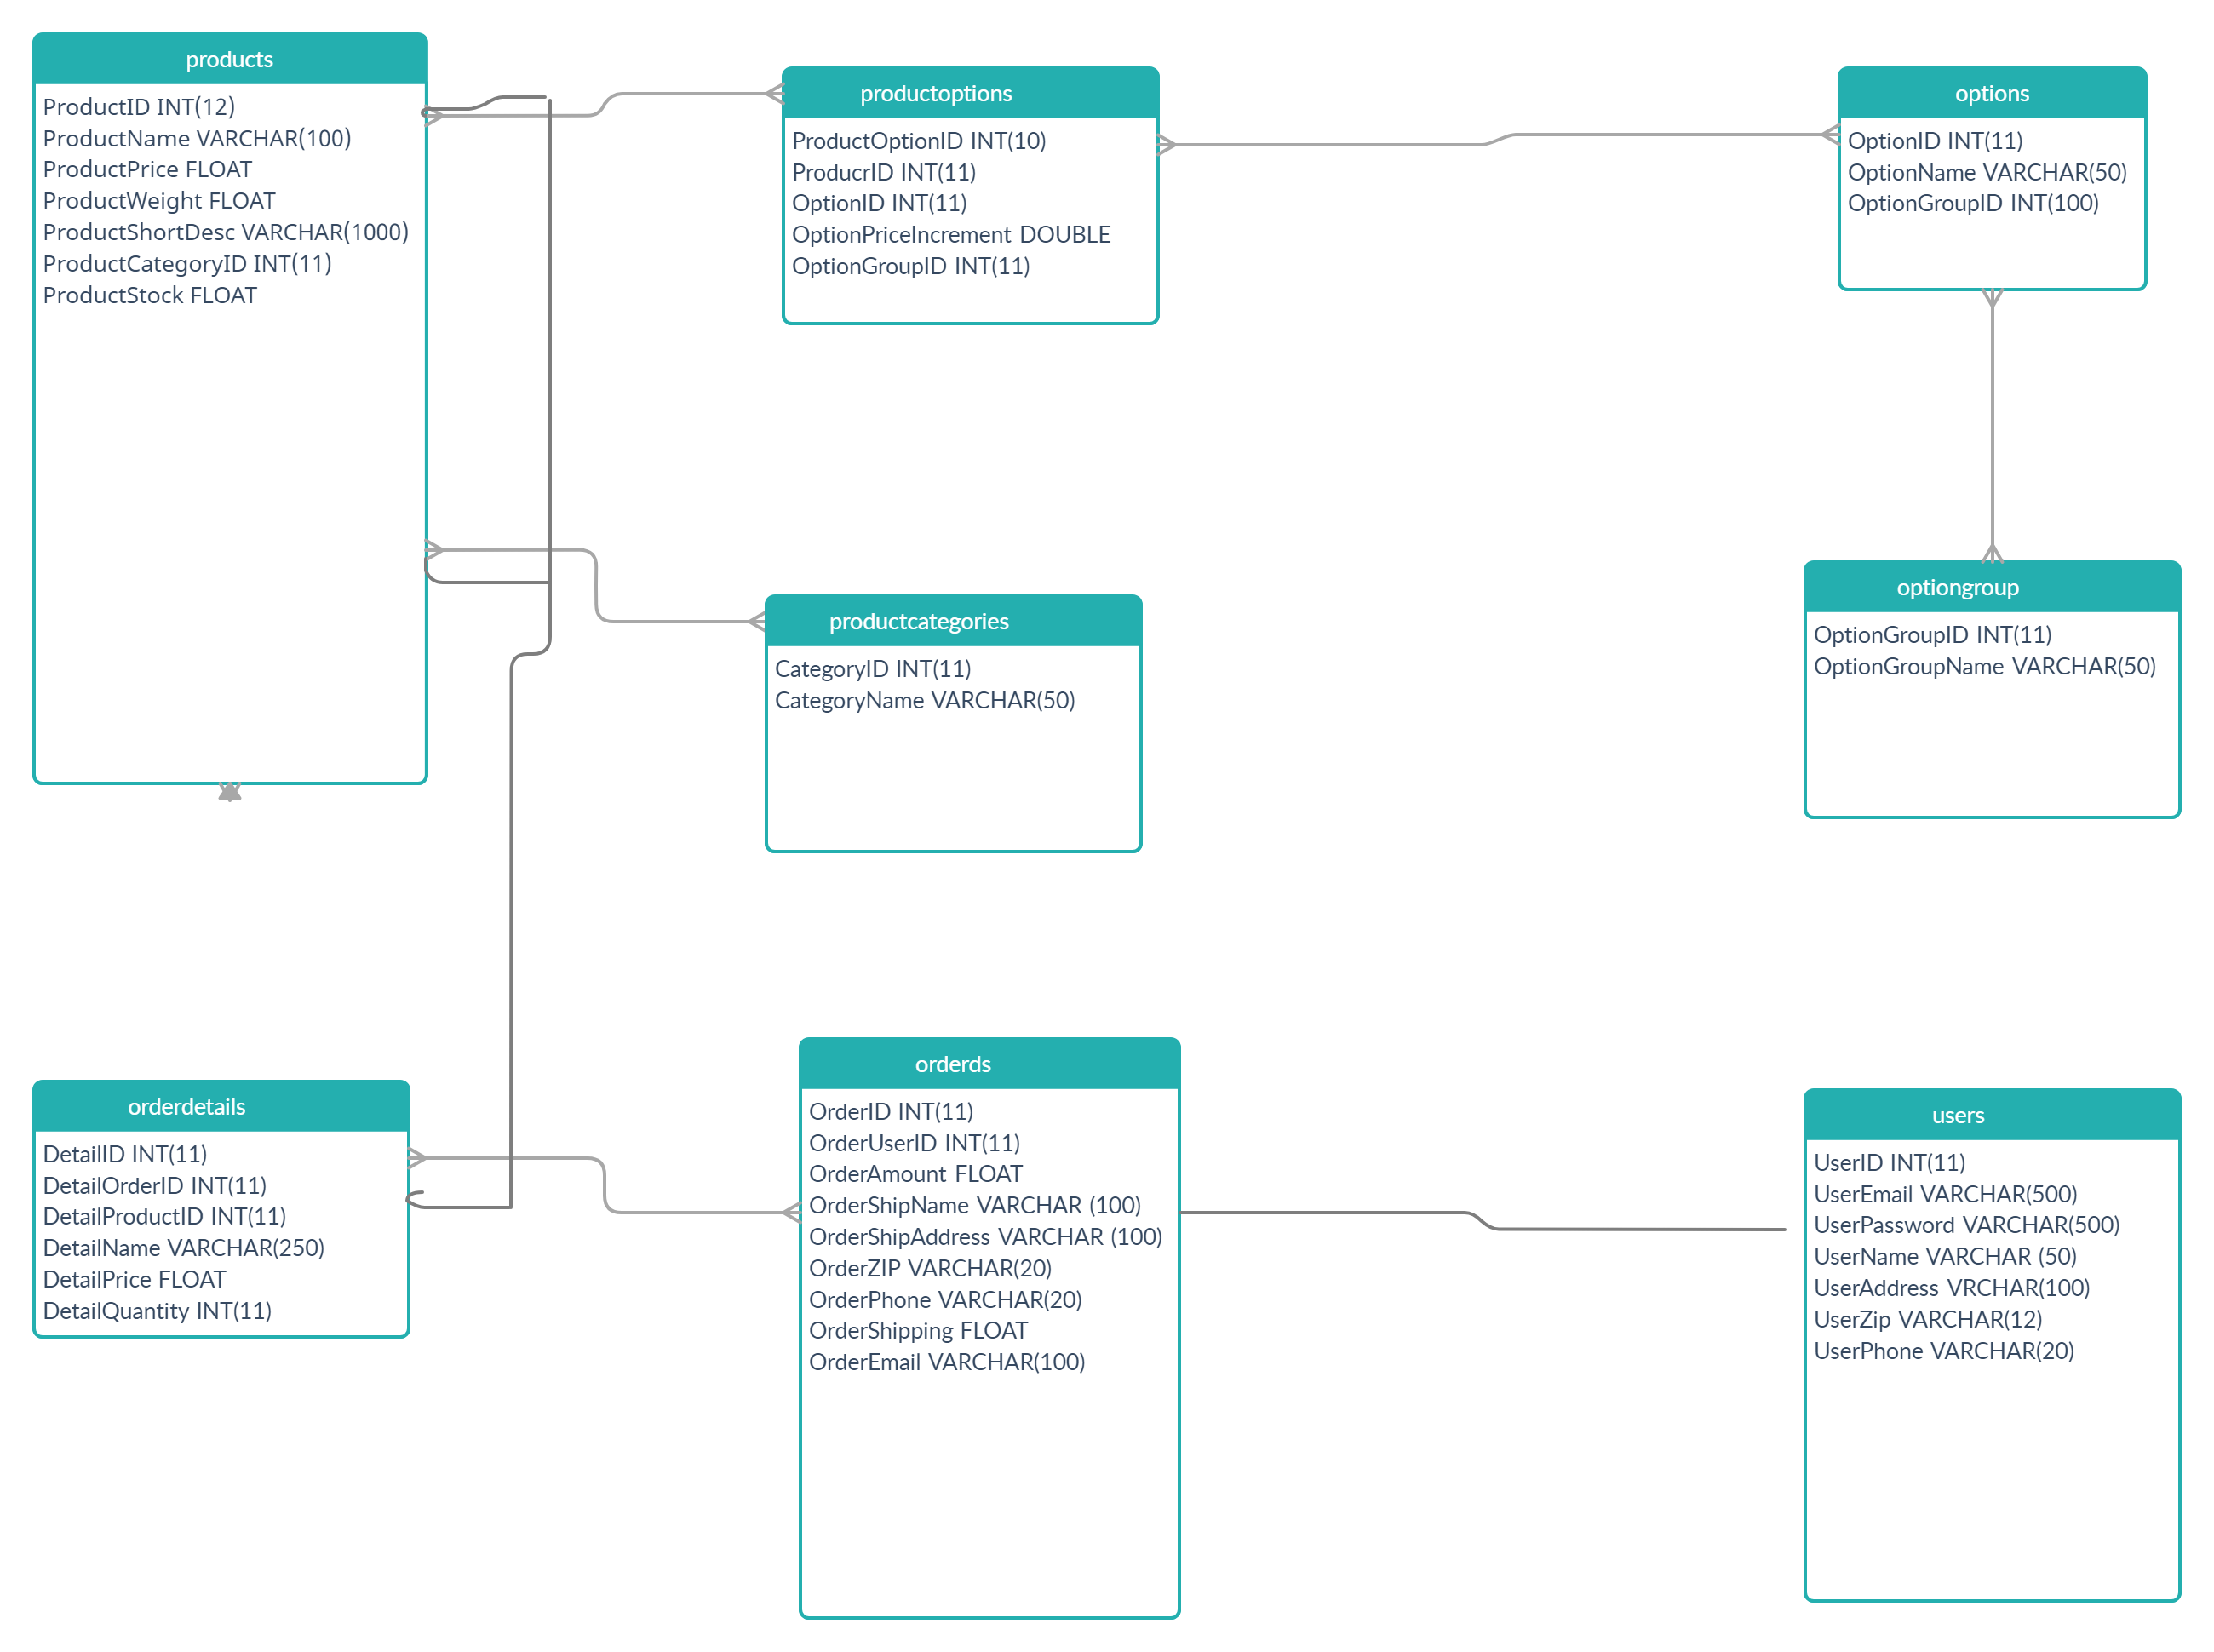 products
ProductID INT(12)
ProductName VARCHAR(100)
ProductPrice FLOAT
ProductWeight FLOAT
ProductShortDesc VARCHAR(1000)
ProductCategoryID INT(11)
ProductStock FLOAT
productoptions
ProductOptionID INT(10)
ProducrID INT(11)
OptionID INT(11)
OptionPriceIncrement DOUBLE
OptionGroupID INT(11)
options
OptionID INT(11)
OptionName VARCHAR(50)
OptionGroupID INT(100)
productcategories
CategoryID INT(11)
CategoryName VARCHAR(50)
optiongroup
OptionGroupID INT(11)
OptionGroupName VARCHAR(50)
orderdetails
DetailID INT(11)
DetailOrderID INT(11)
DetailProductID INT(11)
DetailName VARCHAR(250)
DetailPrice FLOAT
DetailQuantity INT(11)
orderds
OrderID INT(11)
OrderUserID INT(11)
OrderAmount FLOAT
OrderShipName VARCHAR (100)
OrderShipAddress VARCHAR (100)
OrderZIP VARCHAR(20)
OrderPhone VARCHAR(20)
OrderShipping FLOAT
OrderEmail VARCHAR(100)
users
UserID INT(11)
UserEmail VARCHAR(500)
UserPassword VARCHAR(500)
UserName VARCHAR (50)
UserAddress VRCHAR(100)
UserZip VARCHAR(12)
UserPhone VARCHAR(20)